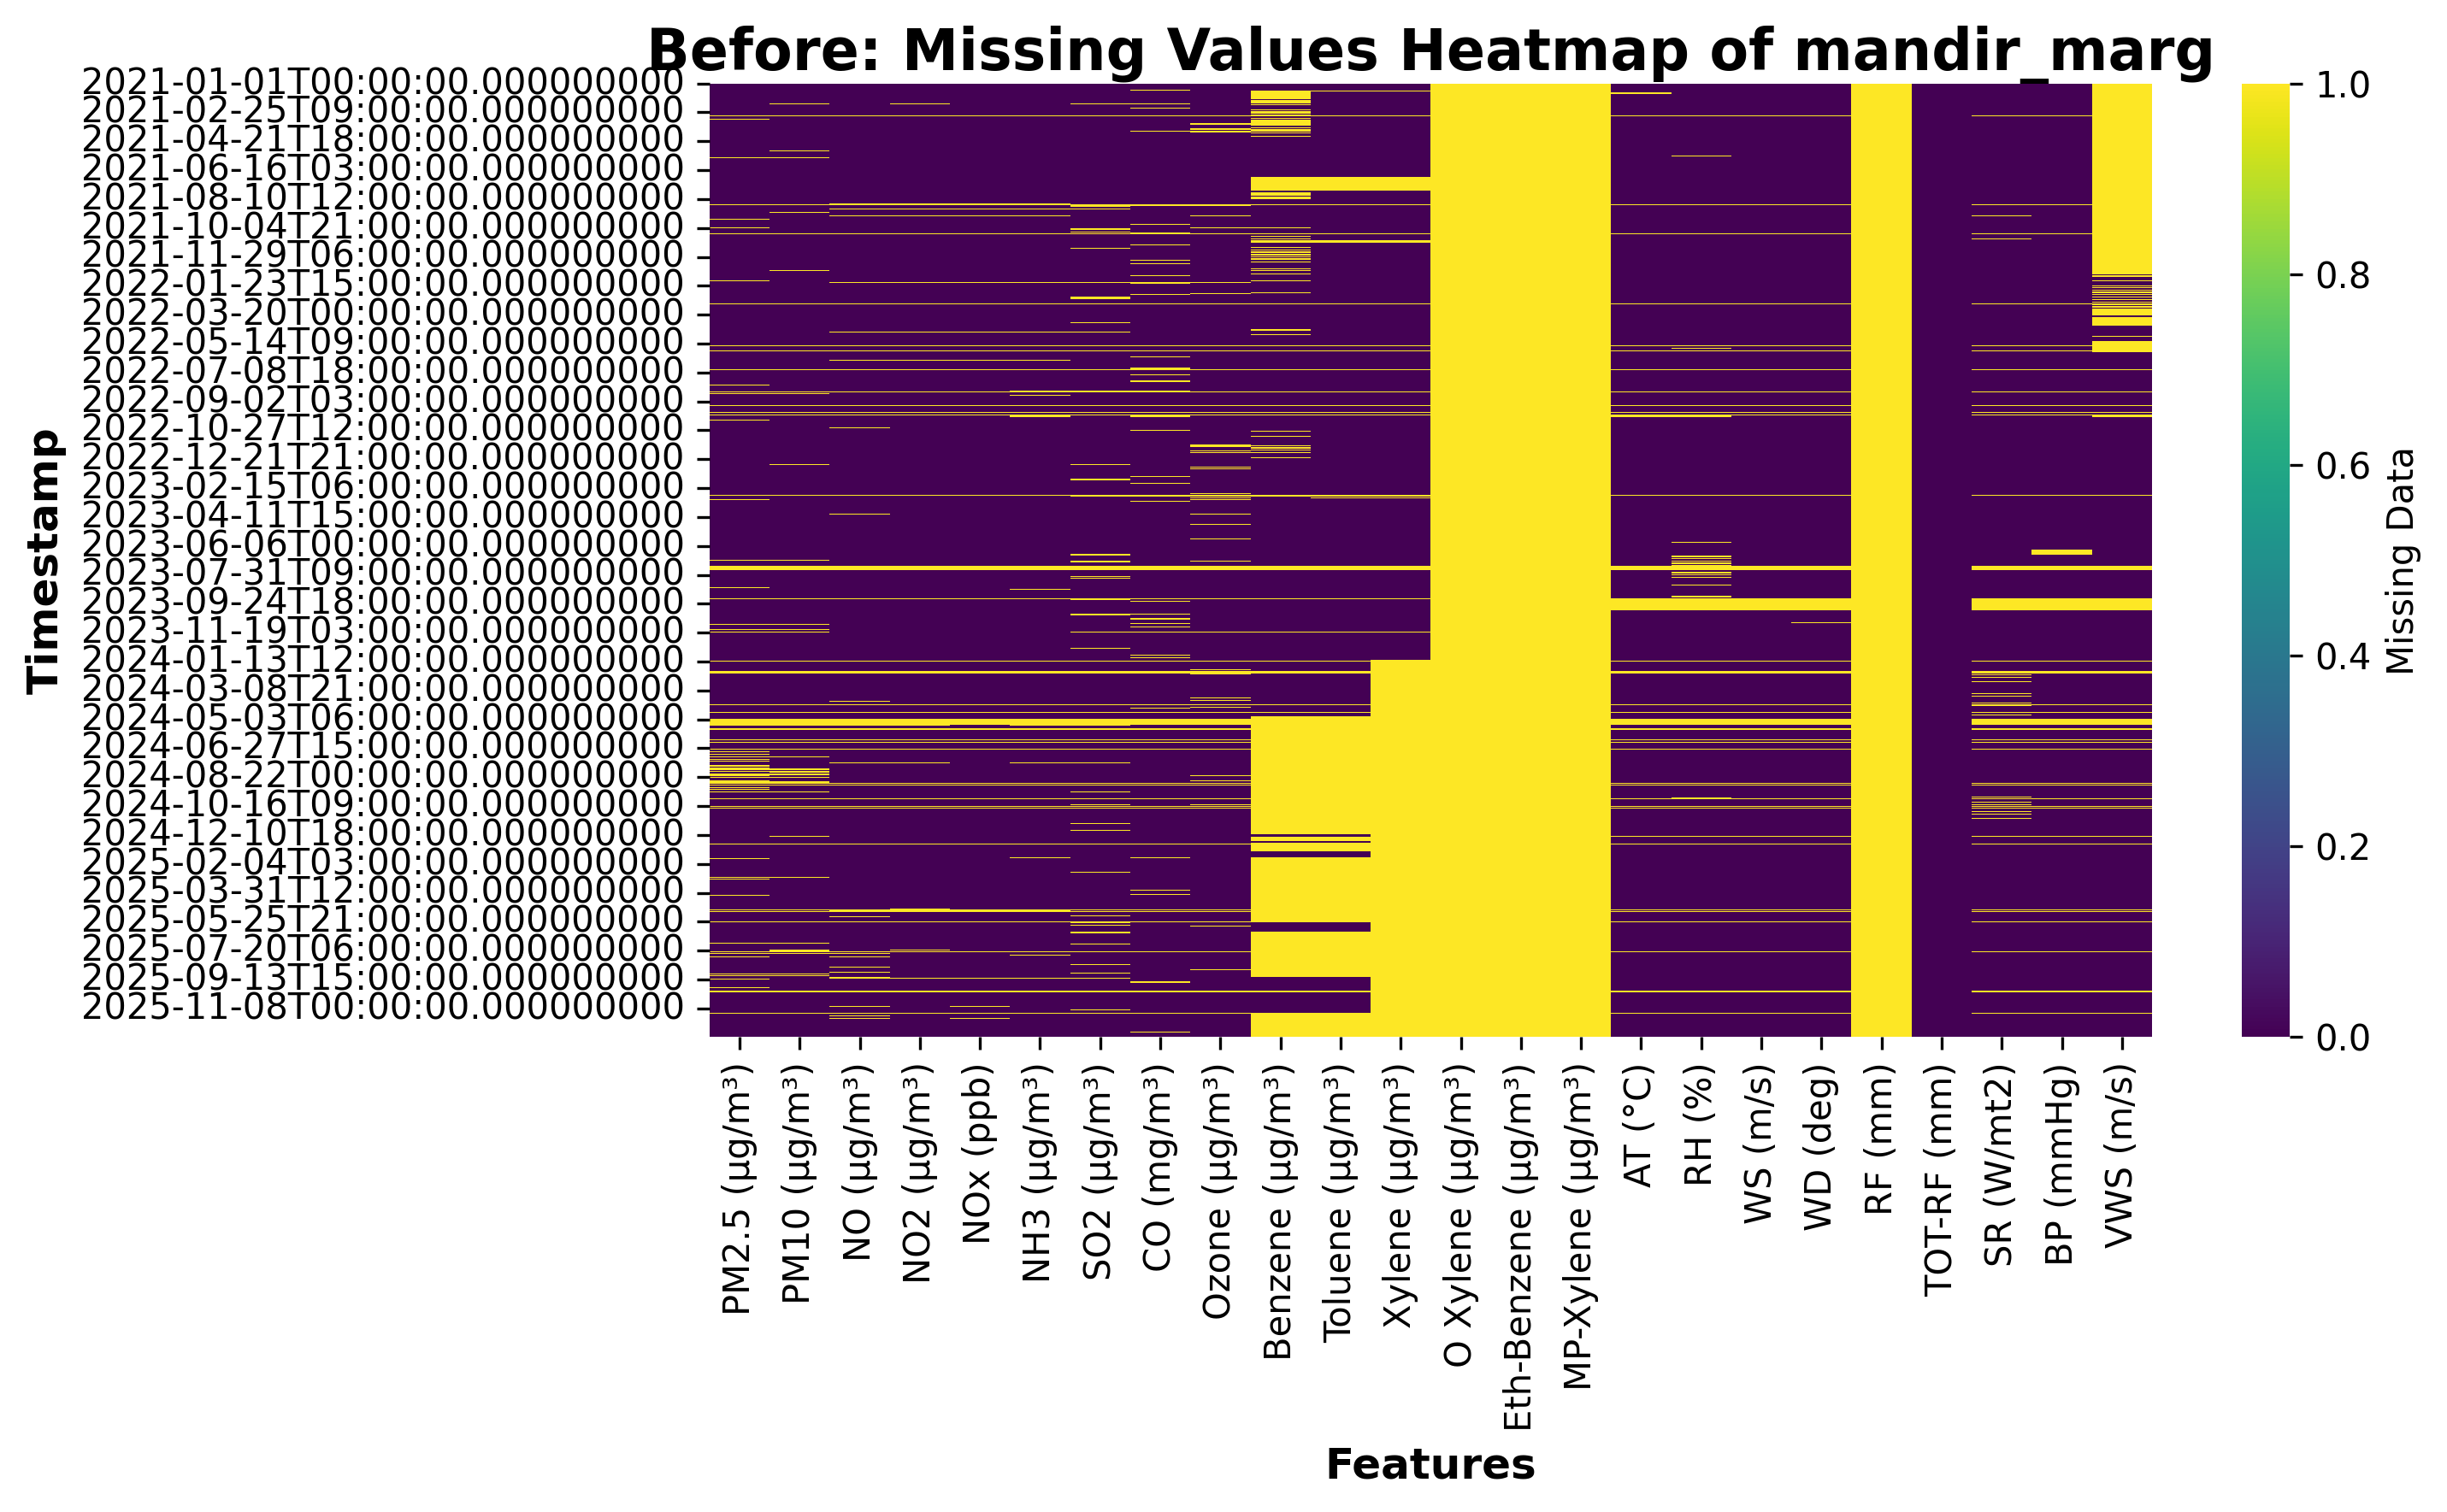 Before: Missing Values Heatmap of mandir_marg
2021-01-01T00:00:00.000000000
2021-02-25T09:00:00.000000000
2021-04-21T18:00:00.000000000
2021-06-16T03:00:00.000000000
2021-08-10T12:00:00.000000000
2021-10-04T21:00:00.000000000
2021-11-29T06:00:00.000000000
2022-01-23T15:00:00.000000000
2022-03-20T00:00:00.000000000
2022-05-14T09:00:00.000000000
2022-07-08T18:00:00.000000000
2022-09-02T03:00:00.000000000
2022-10-27T12:00:00.000000000
2022-12-21T21:00:00.000000000
2023-02-15T06:00:00.000000000
2023-04-11T15:00:00.000000000
2023-06-06T00:00:00.000000000
2023-07-31T09:00:00.000000000
2023-09-24T18:00:00.000000000
2023-11-19T03:00:00.000000000
2024-01-13T12:00:00.000000000
2024-03-08T21:00:00.000000000
2024-05-03T06:00:00.000000000
2024-06-27T15:00:00.000000000
2024-08-22T00:00:00.000000000
2024-10-16T09:00:00.000000000
2024-12-10T18:00:00.000000000
2025-02-04T03:00:00.000000000
2025-03-31T12:00:00.000000000
2025-05-25T21:00:00.000000000
2025-07-20T06:00:00.000000000
2025-09-13T15:00:00.000000000
2025-11-08T00:00:00.000000000
Timestamp
PM2.5 (µg/m³)
PM10 (µg/m³)
NO (µg/m³)
NO2 (µg/m³)
NOx (ppb)
NH3 (µg/m³)
SO2 (µg/m³)
CO (mg/m³)
Ozone (µg/m³)
Benzene (µg/m³)
Toluene (µg/m³)
Xylene (µg/m³)
O Xylene (µg/m³)
Eth-Benzene (µg/m³)
MP-Xylene (µg/m³)
AT (°C)
RH (%)
WS (m/s)
WD (deg)
RF (mm)
TOT-RF (mm)
SR (W/mt2)
BP (mmHg)
VWS (m/s)
Features
1.0
0.8
0.6
0.4
0.2
0.0
Missing Data